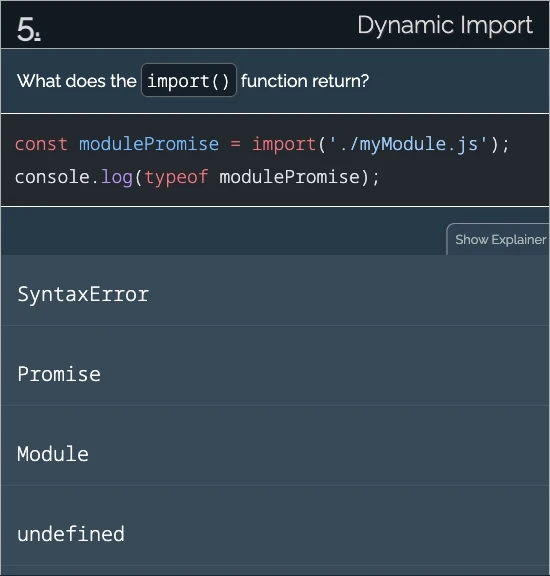 5.
Dynamic Import
What does the import() function return?
const modulePromise = import('./myModule.js');
console.log(typeof modulePromise);
Show Explainer
SyntaxError
Promise
Module
undefined